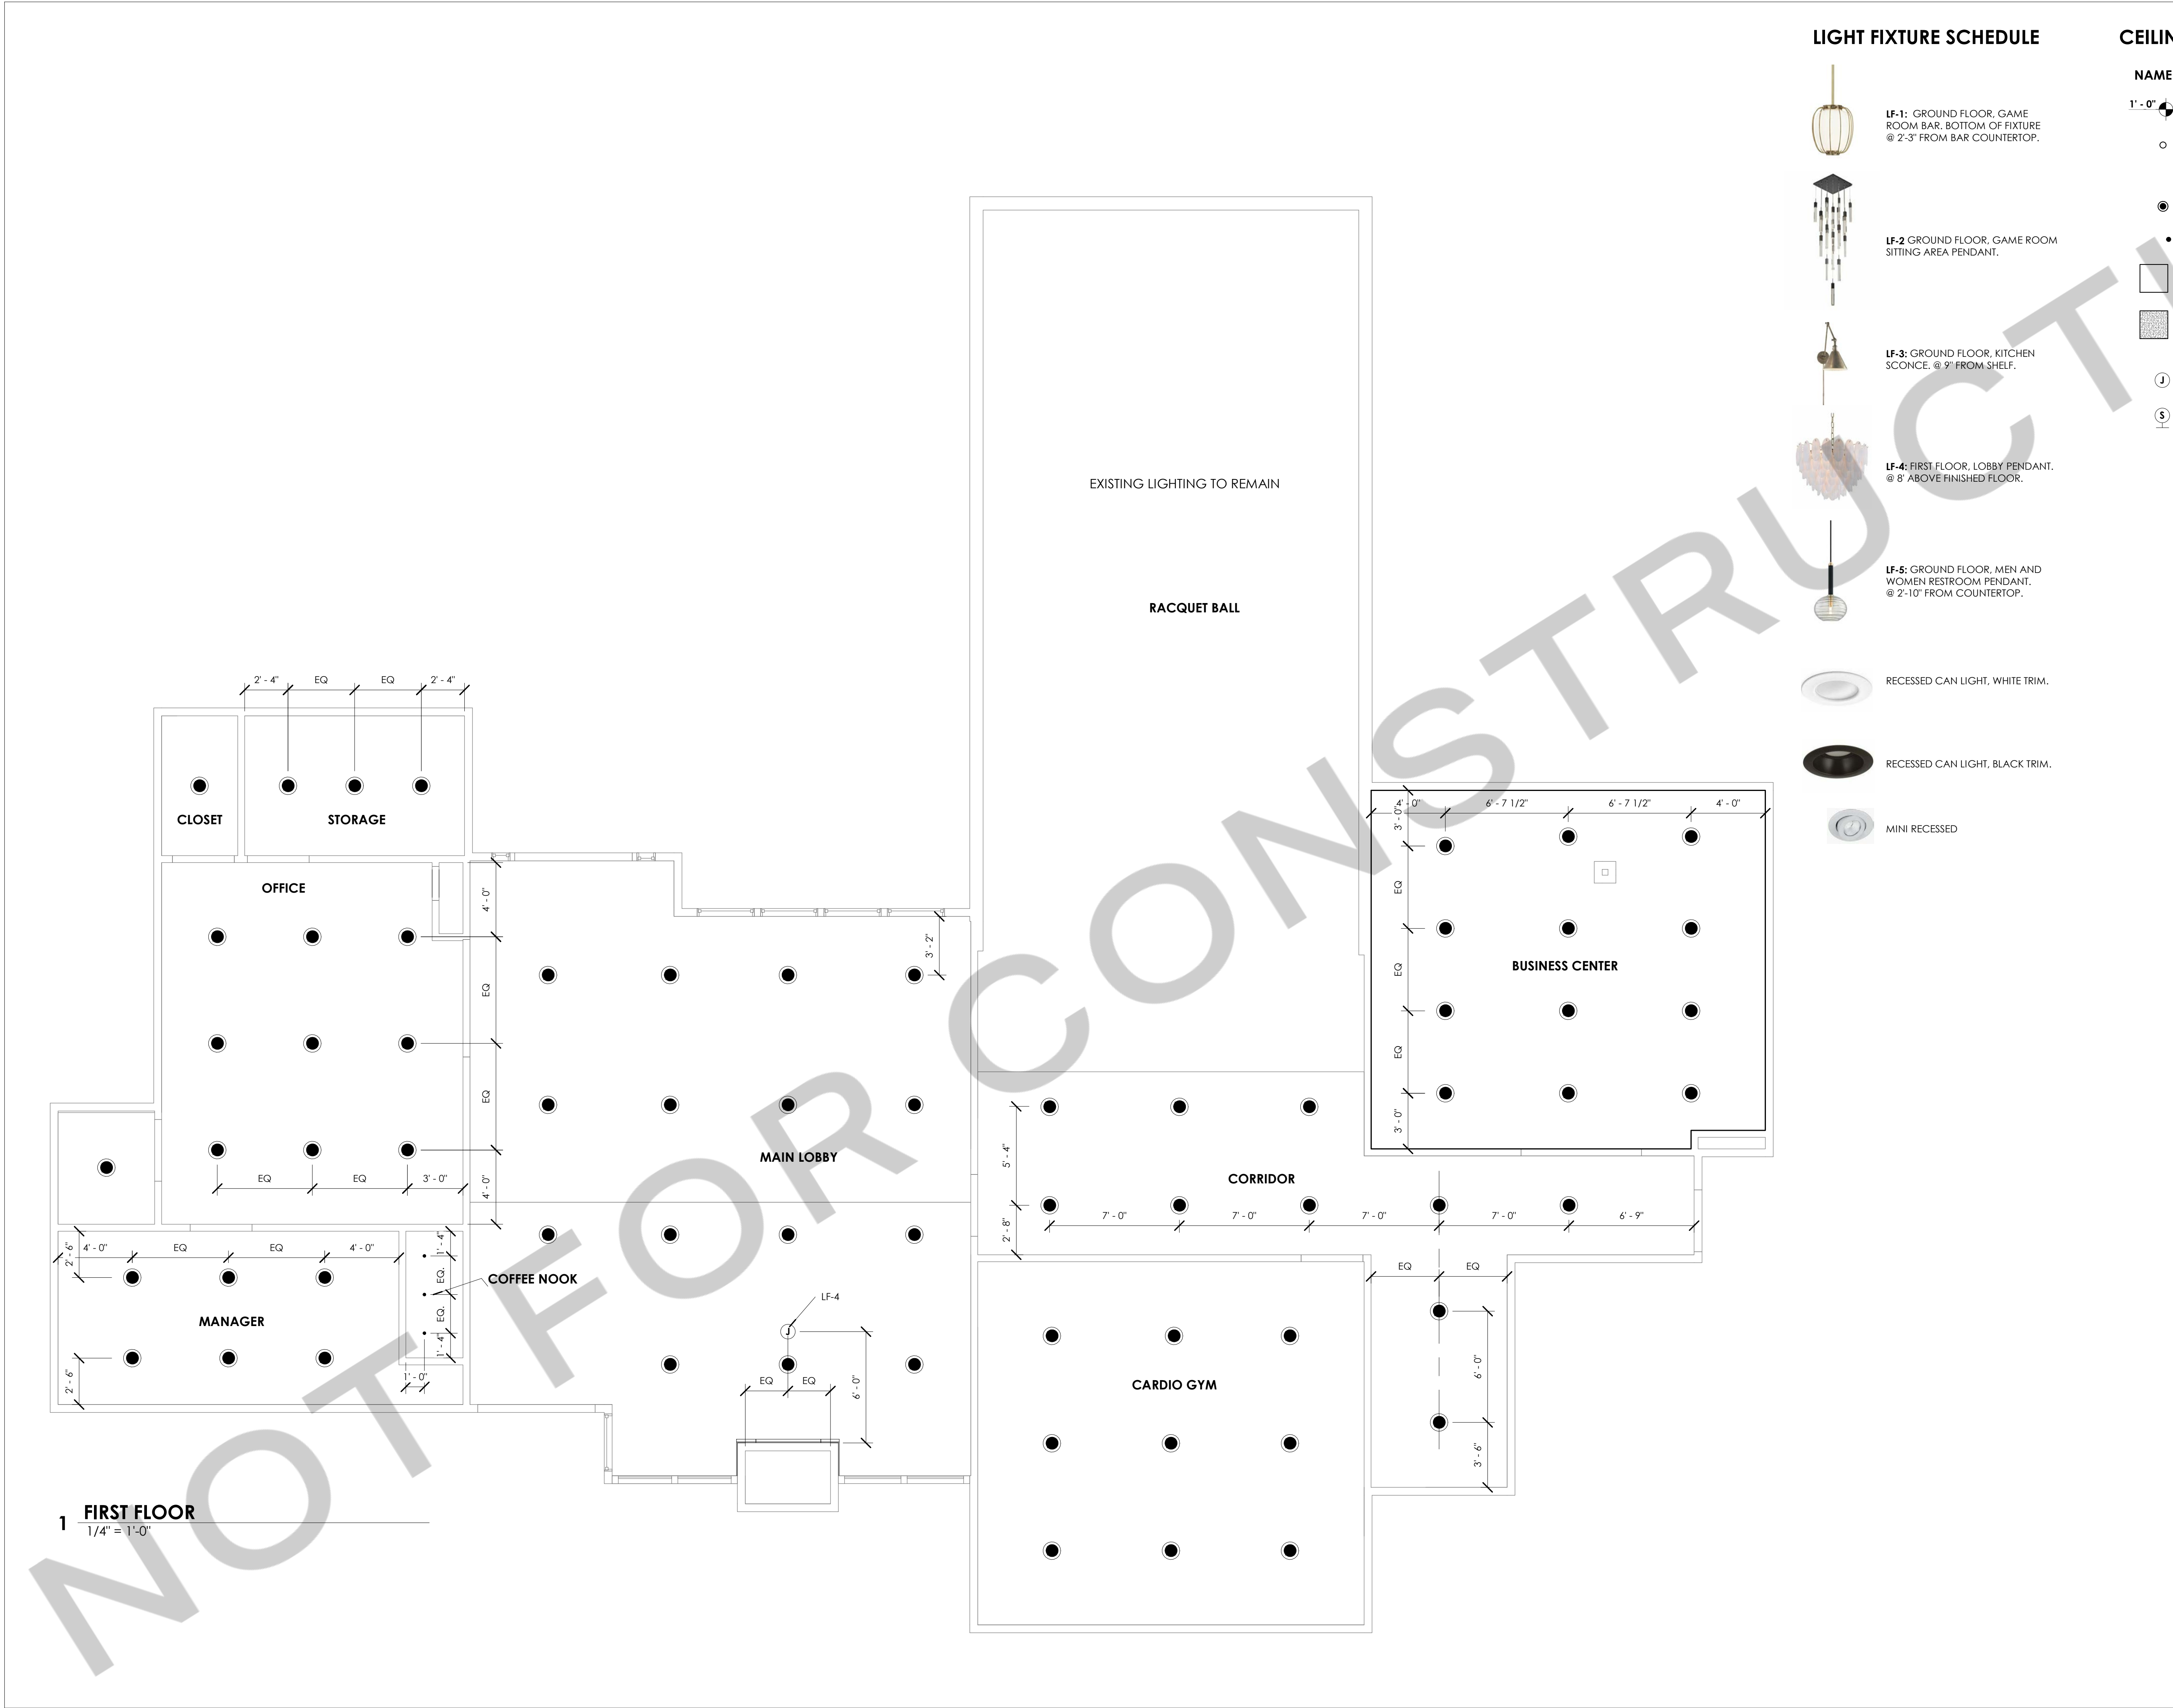 LIGHT FIXTURE SCHEDULE
LF-1: GROUND FLOOR, GAME
ROOM BAR. BOTTOM OF FIXTURE
@ 2'-3" FROM BAR COUNTERTOP.
LF-2 GROUND FLOOR, GAME ROOM
SITTING AREA PENDANT.
LF-3: GROUND FLOOR, KITCHEN
SCONCE. @ 9" FROM SHELF.
LF-4: FIRST FLOOR, LOBBY PENDANT.
@ 8' ABOVE FINISHED FLOOR.
LF-5: GROUND FLOOR, MEN AND
WOMEN RESTROOM PENDANT.
@ 2'-10" FROM COUNTERTOP.
RECESSED CAN LIGHT, WHITE TRIM.
RECESSED CAN LIGHT, BLACK TRIM.
MINI RECESSED
CEILIN
NAME
1' - 0"
J
S
EXISTING LIGHTING TO REMAIN
RACQUET BALL
2' - 4" EQ EQ 2' - 4"
CLOSET
STORAGE
OFFICE
4' - 0"
EQ
EQ
4' - 0"
EQ EQ 3' - 0"
3' - 2"
MAIN LOBBY
4' - 0" 6' - 7 1/2" 6' - 7 1/2" 4' - 0"
3' - 0"
EQ
EQ
EQ
3' - 0"
BUSINESS CENTER
5' - 4"
2' - 8"
CORRIDOR
7' - 0" 7' - 0" 7' - 0" 7' - 0" 6' - 9"
EQ EQ
6' - 0"
3' - 6"
2' - 6"
4' - 0" EQ EQ 4' - 0"
MANAGER
2' - 6"
1' - 4"
EQ.
EQ.
1' - 4"
1' - 0"
COFFEE NOOK
LF-4
J
EQ EQ
6' - 0"
CARDIO GYM
1 FIRST FLOOR
1/4" = 1'-0"
NOT FOR CONSTRUCTI